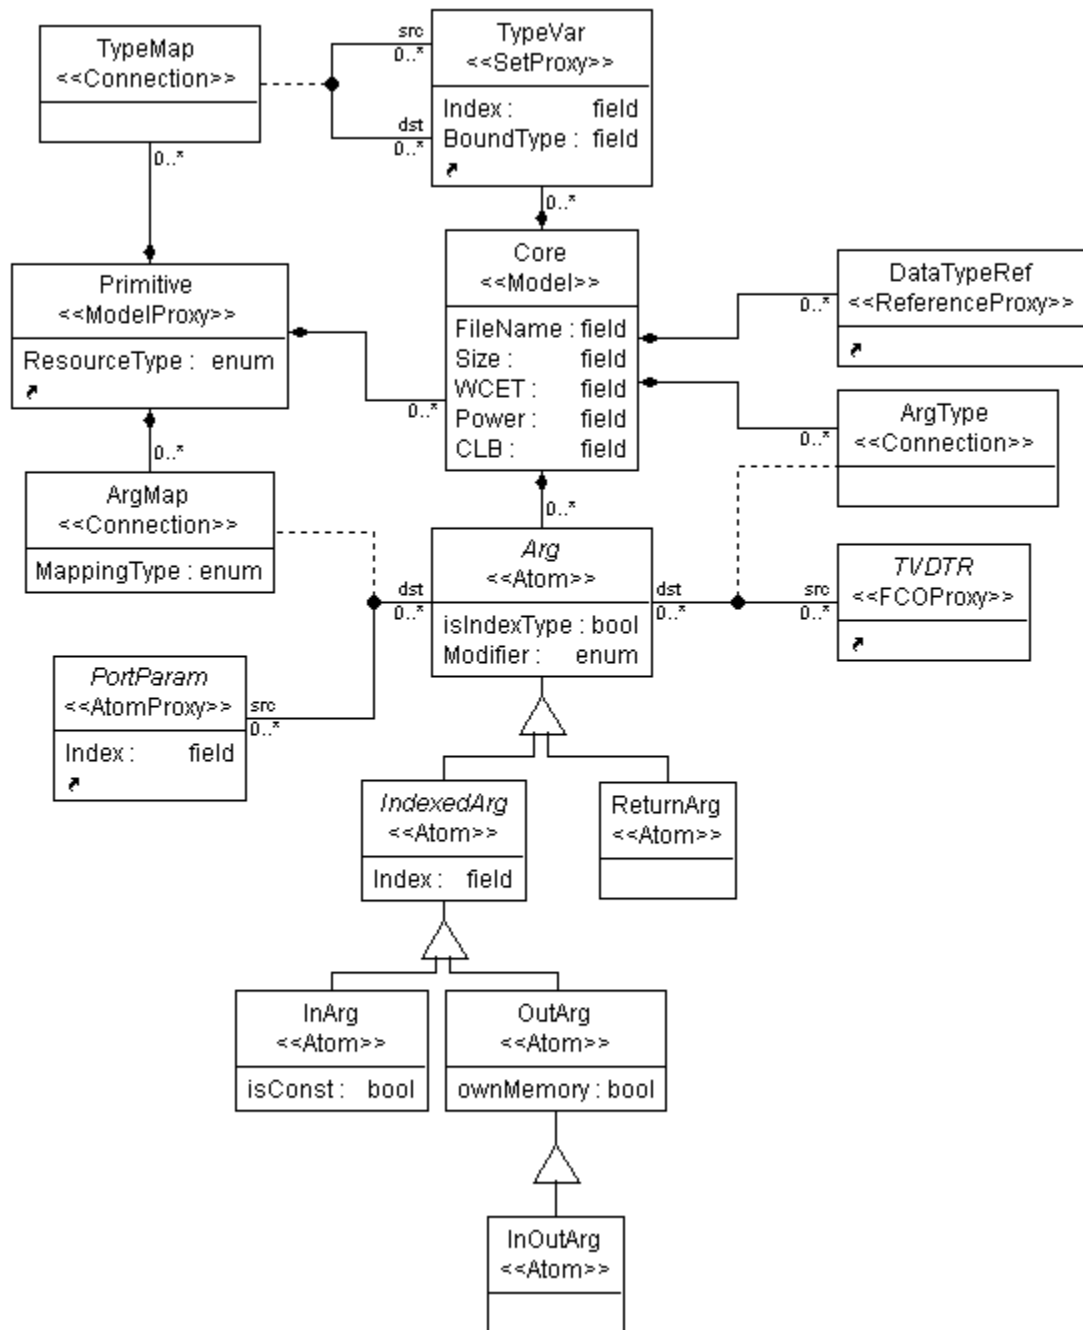 TypeMap
<<Connection>>
0..*
src
0..*
dst
0..*
TypeVar
<<SetProxy>>
Index : field
BoundType : field
0..*
Primitive
<<ModelProxy>>
ResourceType : enum
0..*
Core
<<Model>>
FileName : field
Size : field
WCET : field
Power : field
CLB : field
0..*
0..*
DataTypeRef
<<ReferenceProxy>>
0..*
ArgType
<<Connection>>
0..*
ArgMap
<<Connection>>
MappingType : enum
0..*
dst
0..*
Arg
<<Atom>>
isIndexType : bool
Modifier : enum
dst
0..*
src
0..*
TVDTR
<<FCOProxy>>
PortParam
<<AtomProxy>>
Index : field
src
0..*
IndexedArg
<<Atom>>
Index : field
ReturnArg
<<Atom>>
InArg
<<Atom>>
isConst : bool
OutArg
<<Atom>>
ownMemory : bool
InOutArg
<<Atom>>